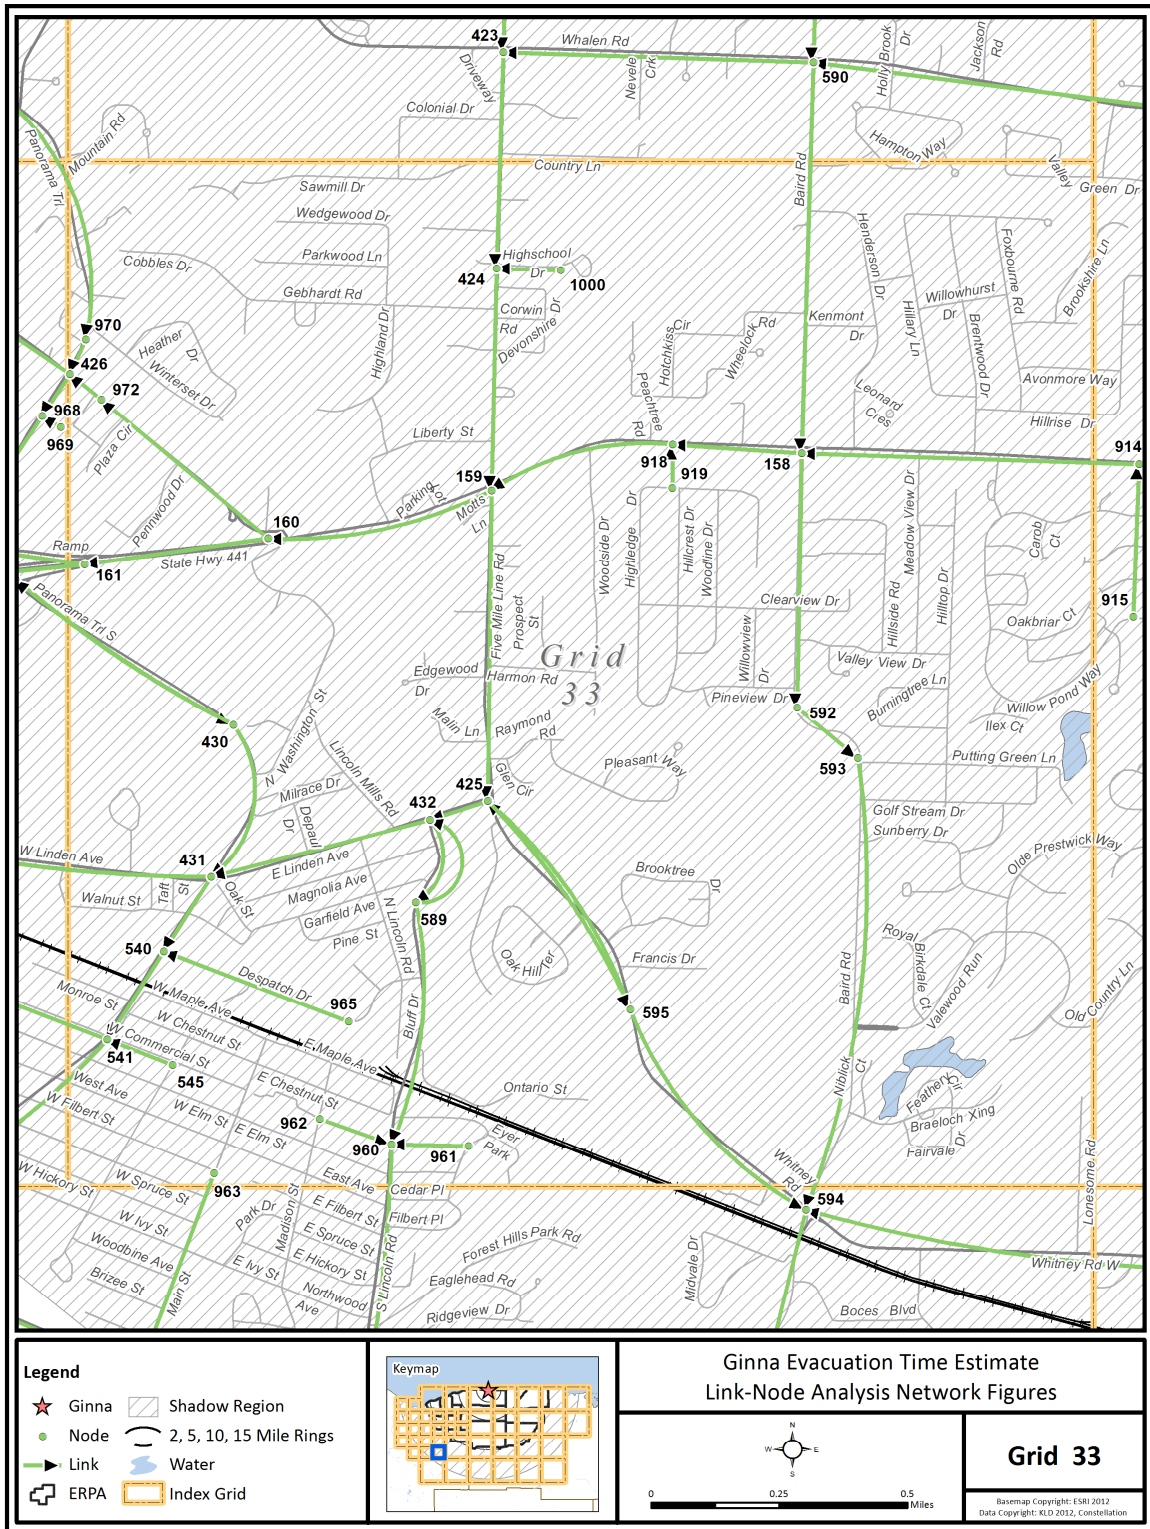 423
Whalen Rd
590
Holly Brook
Dr
Jackson
Rd
Driveway
Nevele
Crk
Colonial Dr
Panorama Trl
Mountain Rd
Hampton Way
Country Ln
Baird Rd
Valley
Green Dr
Sawmill Dr
Wedgewood Dr
Parkwood Ln
Cobbles Dr
Gebhardt Rd
Highschool
Dr
424
1000
Henderson Dr
Foxbourne Rd
Brookshire Ln
Willowhurst
Dr
Hillary Ln
Brentwood Dr
Corwin
Rd
Devonshire
Dr
Kenmont
Dr
970
Highland Dr
Cir
Hotchkiss
Wheelock
Rd
Heather
Dr
426
Winterset Dr
972
Peachtree
Rd
Avonmore Way
Leonard
Cres
968
969
Plaza Cir
Liberty St
Hillrise Dr
914
918
158
919
159
Pennwood Dr
Parking
Lot
Motts
Ln
Meadow View Dr
160
Carob
Ct
Ramp
State Hwy 441
161
Woodside Dr
Highledge
Dr
Hillcrest Dr
Woodline Dr
Five Mile Line Rd
Prospect
St
Clearview Dr
Hillside Rd
Hilltop Dr
915
Oakbriar Ct
Panorama Trl S
Grid
33
Willowview
Dr
Edgewood
Dr
Harmon Rd
Valley View Dr
Pineview Dr
Burningtree Ln
Willow Pond Way
592
Malin Ln
Raymond
Rd
Ilex Ct
430
N Washington St
Lincoln Mills Rd
Pleasant Way
593
Putting Green Ln
Glen Cir
425
Milrace Dr
Depaul
Dr
432
Golf Stream Dr
Sunberry Dr
Olde Prestwick Way
W Linden Ave
431
E Linden Ave
Walnut St
Taft
St
Oak St
Magnolia Ave
Garfield Ave
Pine St
Brooktree
Dr
589
N Lincoln Rd
540
Royal
Birkdale Ck
Valewood Run
Oak Hill Ter
Francis Dr
Baird Rd
Despatch Dr
Monroe St
W Maple Ave
965
595
Old Country Ln
W Chestnut St
Bluff Dr
W Commercial St
541
E Maple Ave
545
Niblick
Ct
West Ave
W Filbert St
E Chestnut St
Ontario St
Feathery
Cir
W Elm St
E Elm St
962
960
961
Eyer
Park
Braeloch Xing
Fairvale
Dr
Lonesome Rd
W Hickory St
W Spruce St
963
East Ave
Cedar Pl
Whitney
Rd
594
W Ivy St
Park Dr
Madison St
E Filbert St
Filbert Pl
Woodbine Ave
E Spruce St
Forest Hills Park Rd
Brizee St
E Ivy St
E Hickory St
S Lincoln Rd
Midvale Dr
Whitney Rd W
Main St
Northwood
Ave
Eaglehead Rd
Ridgeview Dr
Boces Blvd
Legend
Ginna
Shadow Region
Node
2, 5, 10, 15 Mile Rings
Link
Water
ERPA
Index Grid
Keymap
Ginna Evacuation Time Estimate
Link-Node Analysis Network Figures
N
W
E
S
0
0.25
0.5
Miles
Grid 33
Basemap Copyright: ESRI 2012
Data Copyright: KLD 2012, Constellation